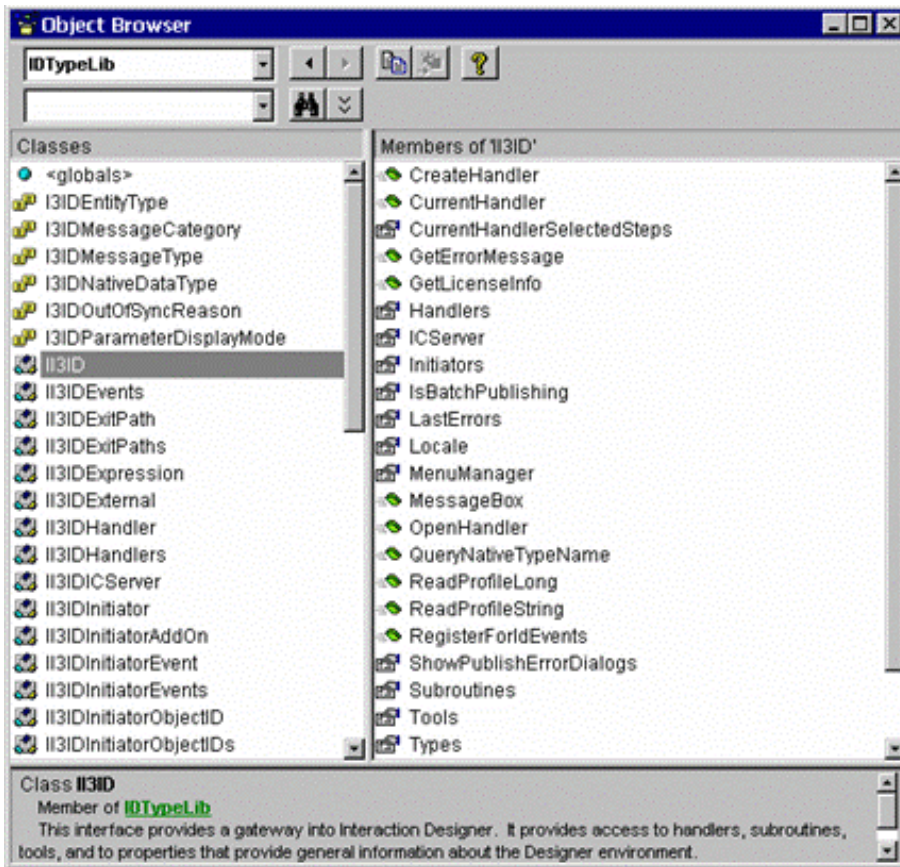 Object Browser
IDTypeLib
Classes
<globals>
I3IDEntityType
I3IDMessageCategory
I3IDMessageType
I3IDNativeDataType
I3IDOutOfSyncReason
I3IDParameterDisplayMode
II3ID
II3IDEvents
II3IDExitPath
II3IDExitPaths
II3IDExpression
II3IDExternal
II3IDHandler
II3IDHandlers
II3IDICServer
II3IDInitiator
II3IDInitiatorAddOn
II3IDInitiatorEvent
II3IDInitiatorEvents
II3IDInitiatorObjectID
II3IDInitiatorObjectIDs
Members of 'II3ID'
CreateHandler
CurrentHandler
CurrentHandlerSelectedSteps
GetErrorMessage
GetLicenseInfo
Handlers
ICServer
Initiators
IsBatchPublishing
LastErrors
Locale
MenuManager
MessageBox
OpenHandler
QueryNativeTypeName
ReadProfileLong
ReadProfileString
RegisterForIdEvents
ShowPublishErrorDialogs
Subroutines
Tools
Types
Class II3ID
Member of IDTypeLib
This interface provides a gateway into Interaction Designer. It provides access to handlers, subroutines,
tools, and to properties that provide general information about the Designer environment.